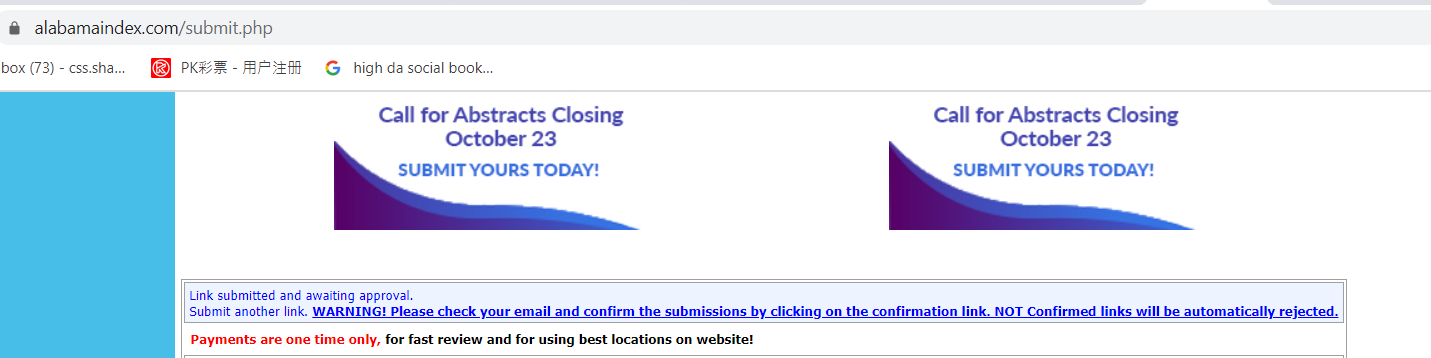 alabamaindex.com/submit.php
box (73) - css.sha...
PK彩票 - 用户注册
high da social book...
Call for Abstracts Closing
October 23
SUBMIT YOURS TODAY!
Call for Abstracts Closing
October 23
SUBMIT YOURS TODAY!
Link submitted and awaiting approval.
Submit another link. WARNING! Please check your email and confirm the submissions by clicking on the confirmation link. NOT Confirmed links will be automatically rejected.
Payments are one time only, for fast review and for using best locations on website!